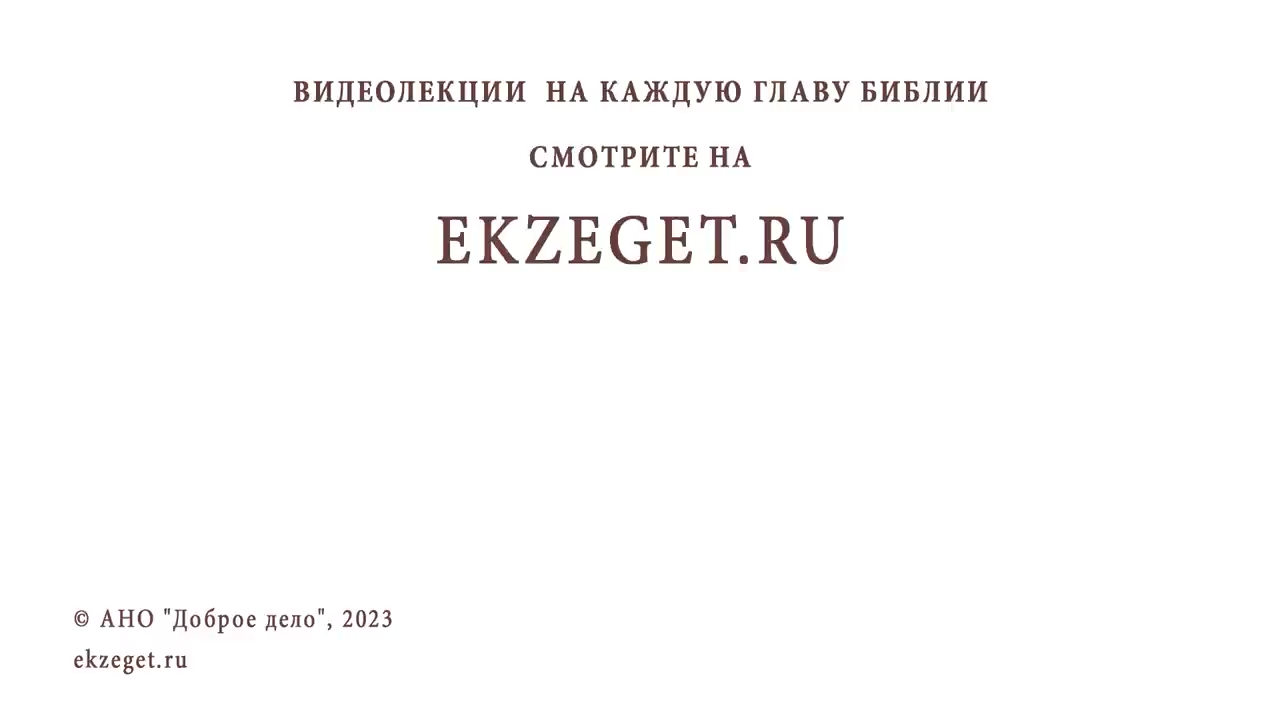 ВИДЕОЛЕКЦИИ НА КАЖДУЮ ГЛАВУ БИБЛИИ
СМОТРИТЕ НА
EKZEGET.RU
© АНО "Доброе дело", 2023
ekzeget.ru